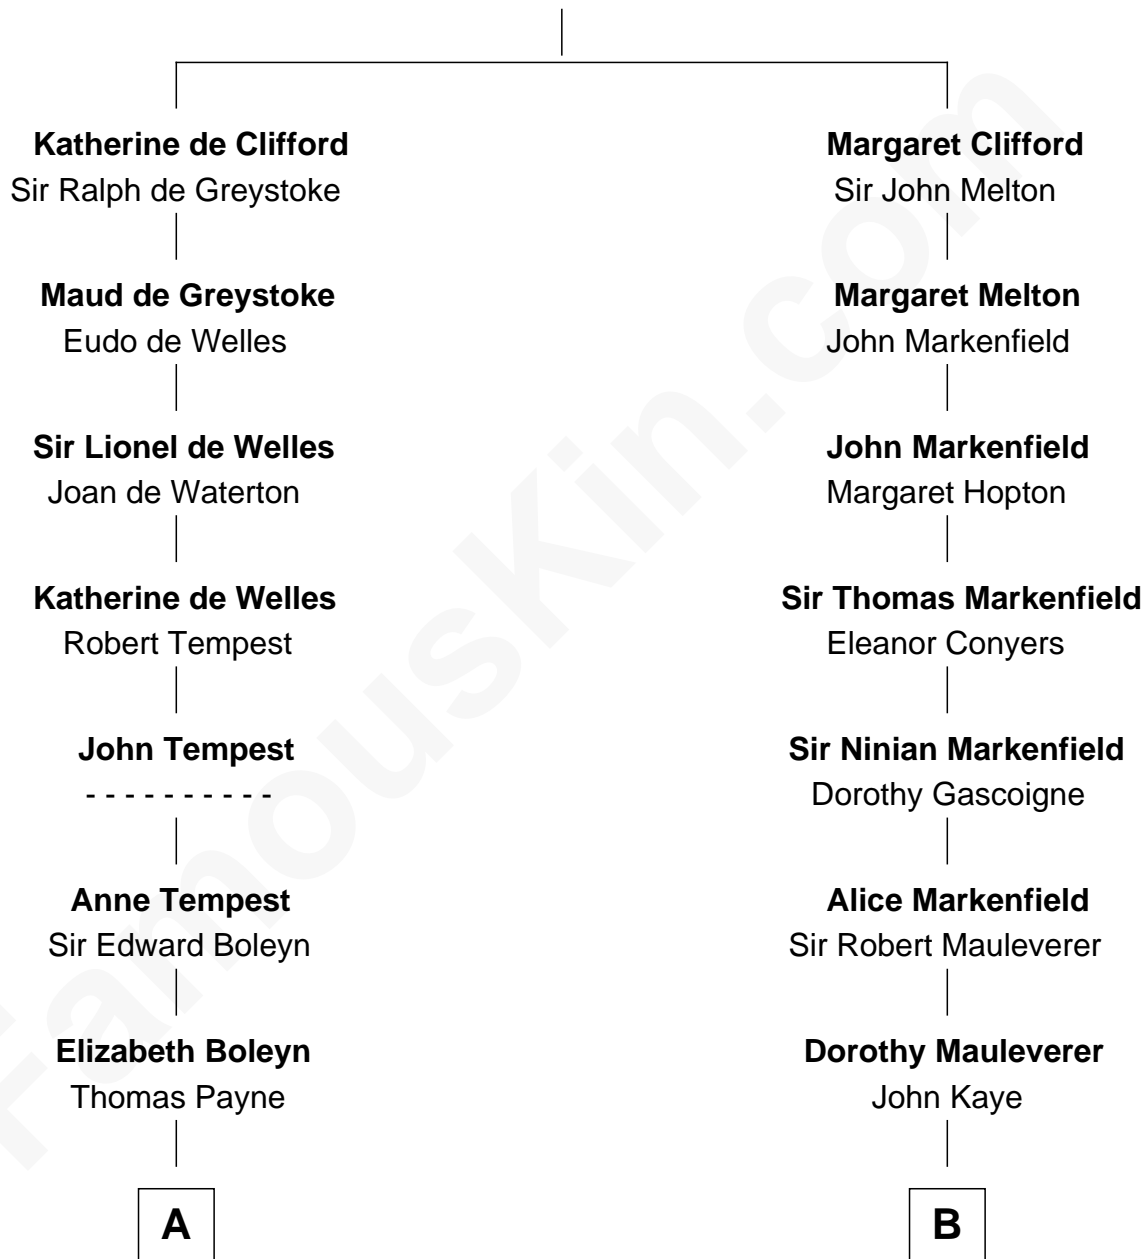 Katherine de Clifford
Sir Ralph de Greystoke
Maud de Greystoke
Eudo de Welles
Sir Lionel de Welles
Joan de Waterton
Katherine de Welles
Robert Tempest
John Tempest
- - - - - - - - - -
Anne Tempest
Sir Edward Boleyn
Elizabeth Boleyn
Thomas Payne
A
Margaret Clifford
Sir John Melton
Margaret Melton
John Markenfield
John Markenfield
Margaret Hopton
Sir Thomas Markenfield
Eleanor Conyers
Sir Ninian Markenfield
Dorothy Gascoigne
Alice Markenfield
Sir Robert Mauleverer
Dorothy Mauleverer
John Kaye
B
FamousKin.com